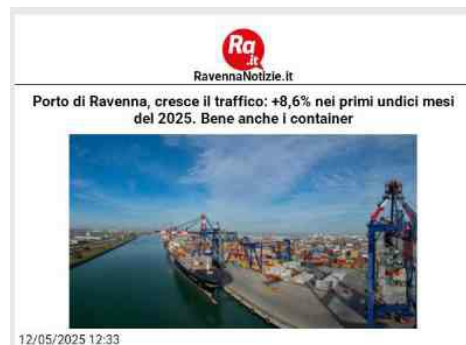 Ra
.it
RavennaNotizie.it
Porto di Ravenna, cresce il traffico: +8,6% nei primi undici mesi
del 2025. Bene anche i container
12/05/2025 12:33